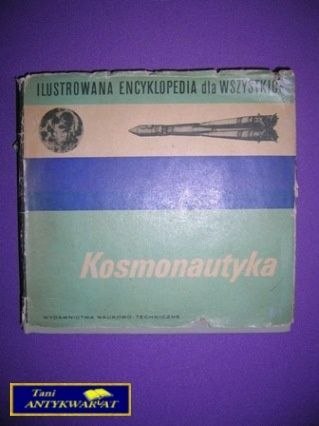 ILUSTROWANA ENCYKLOPEDIA dla WSZYSTKICH
Kosmonautyka
WYDAWNICTWA NAUKOWO-TECHNICZNE
Tani
ANTYKWARIAT